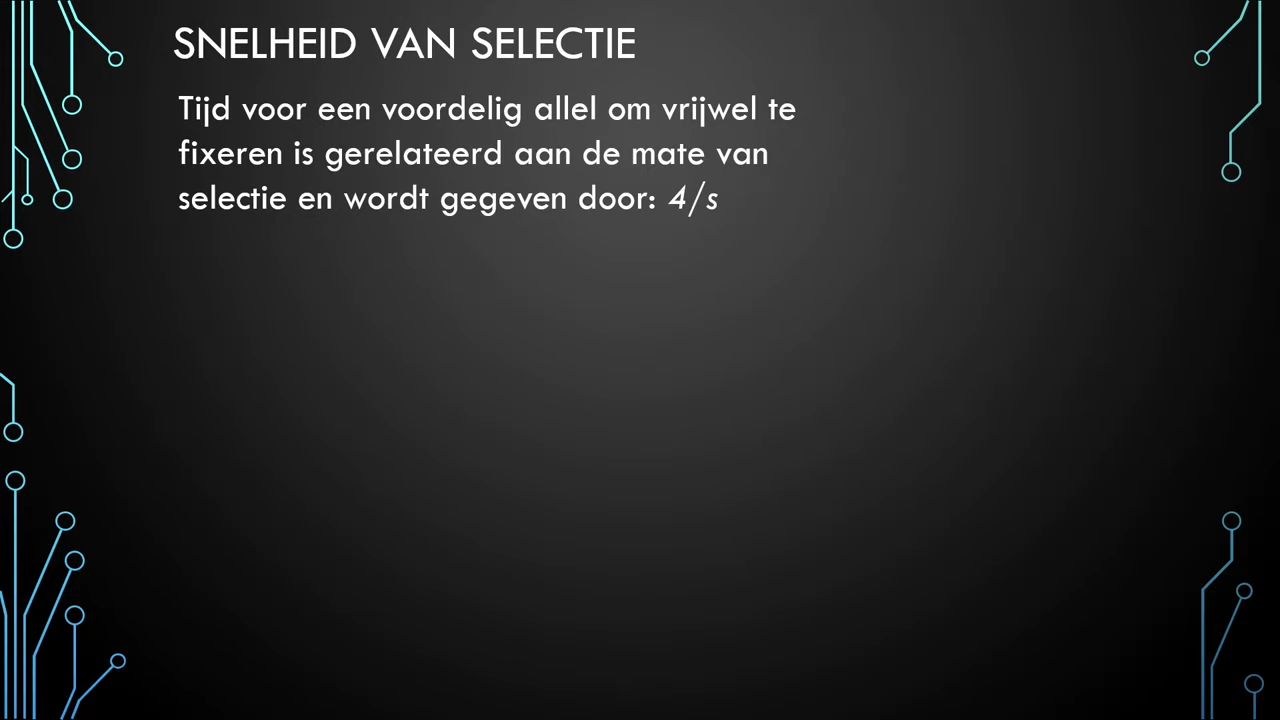 SNELHEID VAN SELECTIE
Tijd voor een voordelig allel om vrijwel te
fixeren is gerelateerd aan de mate van
selectie en wordt gegeven door: 4/s